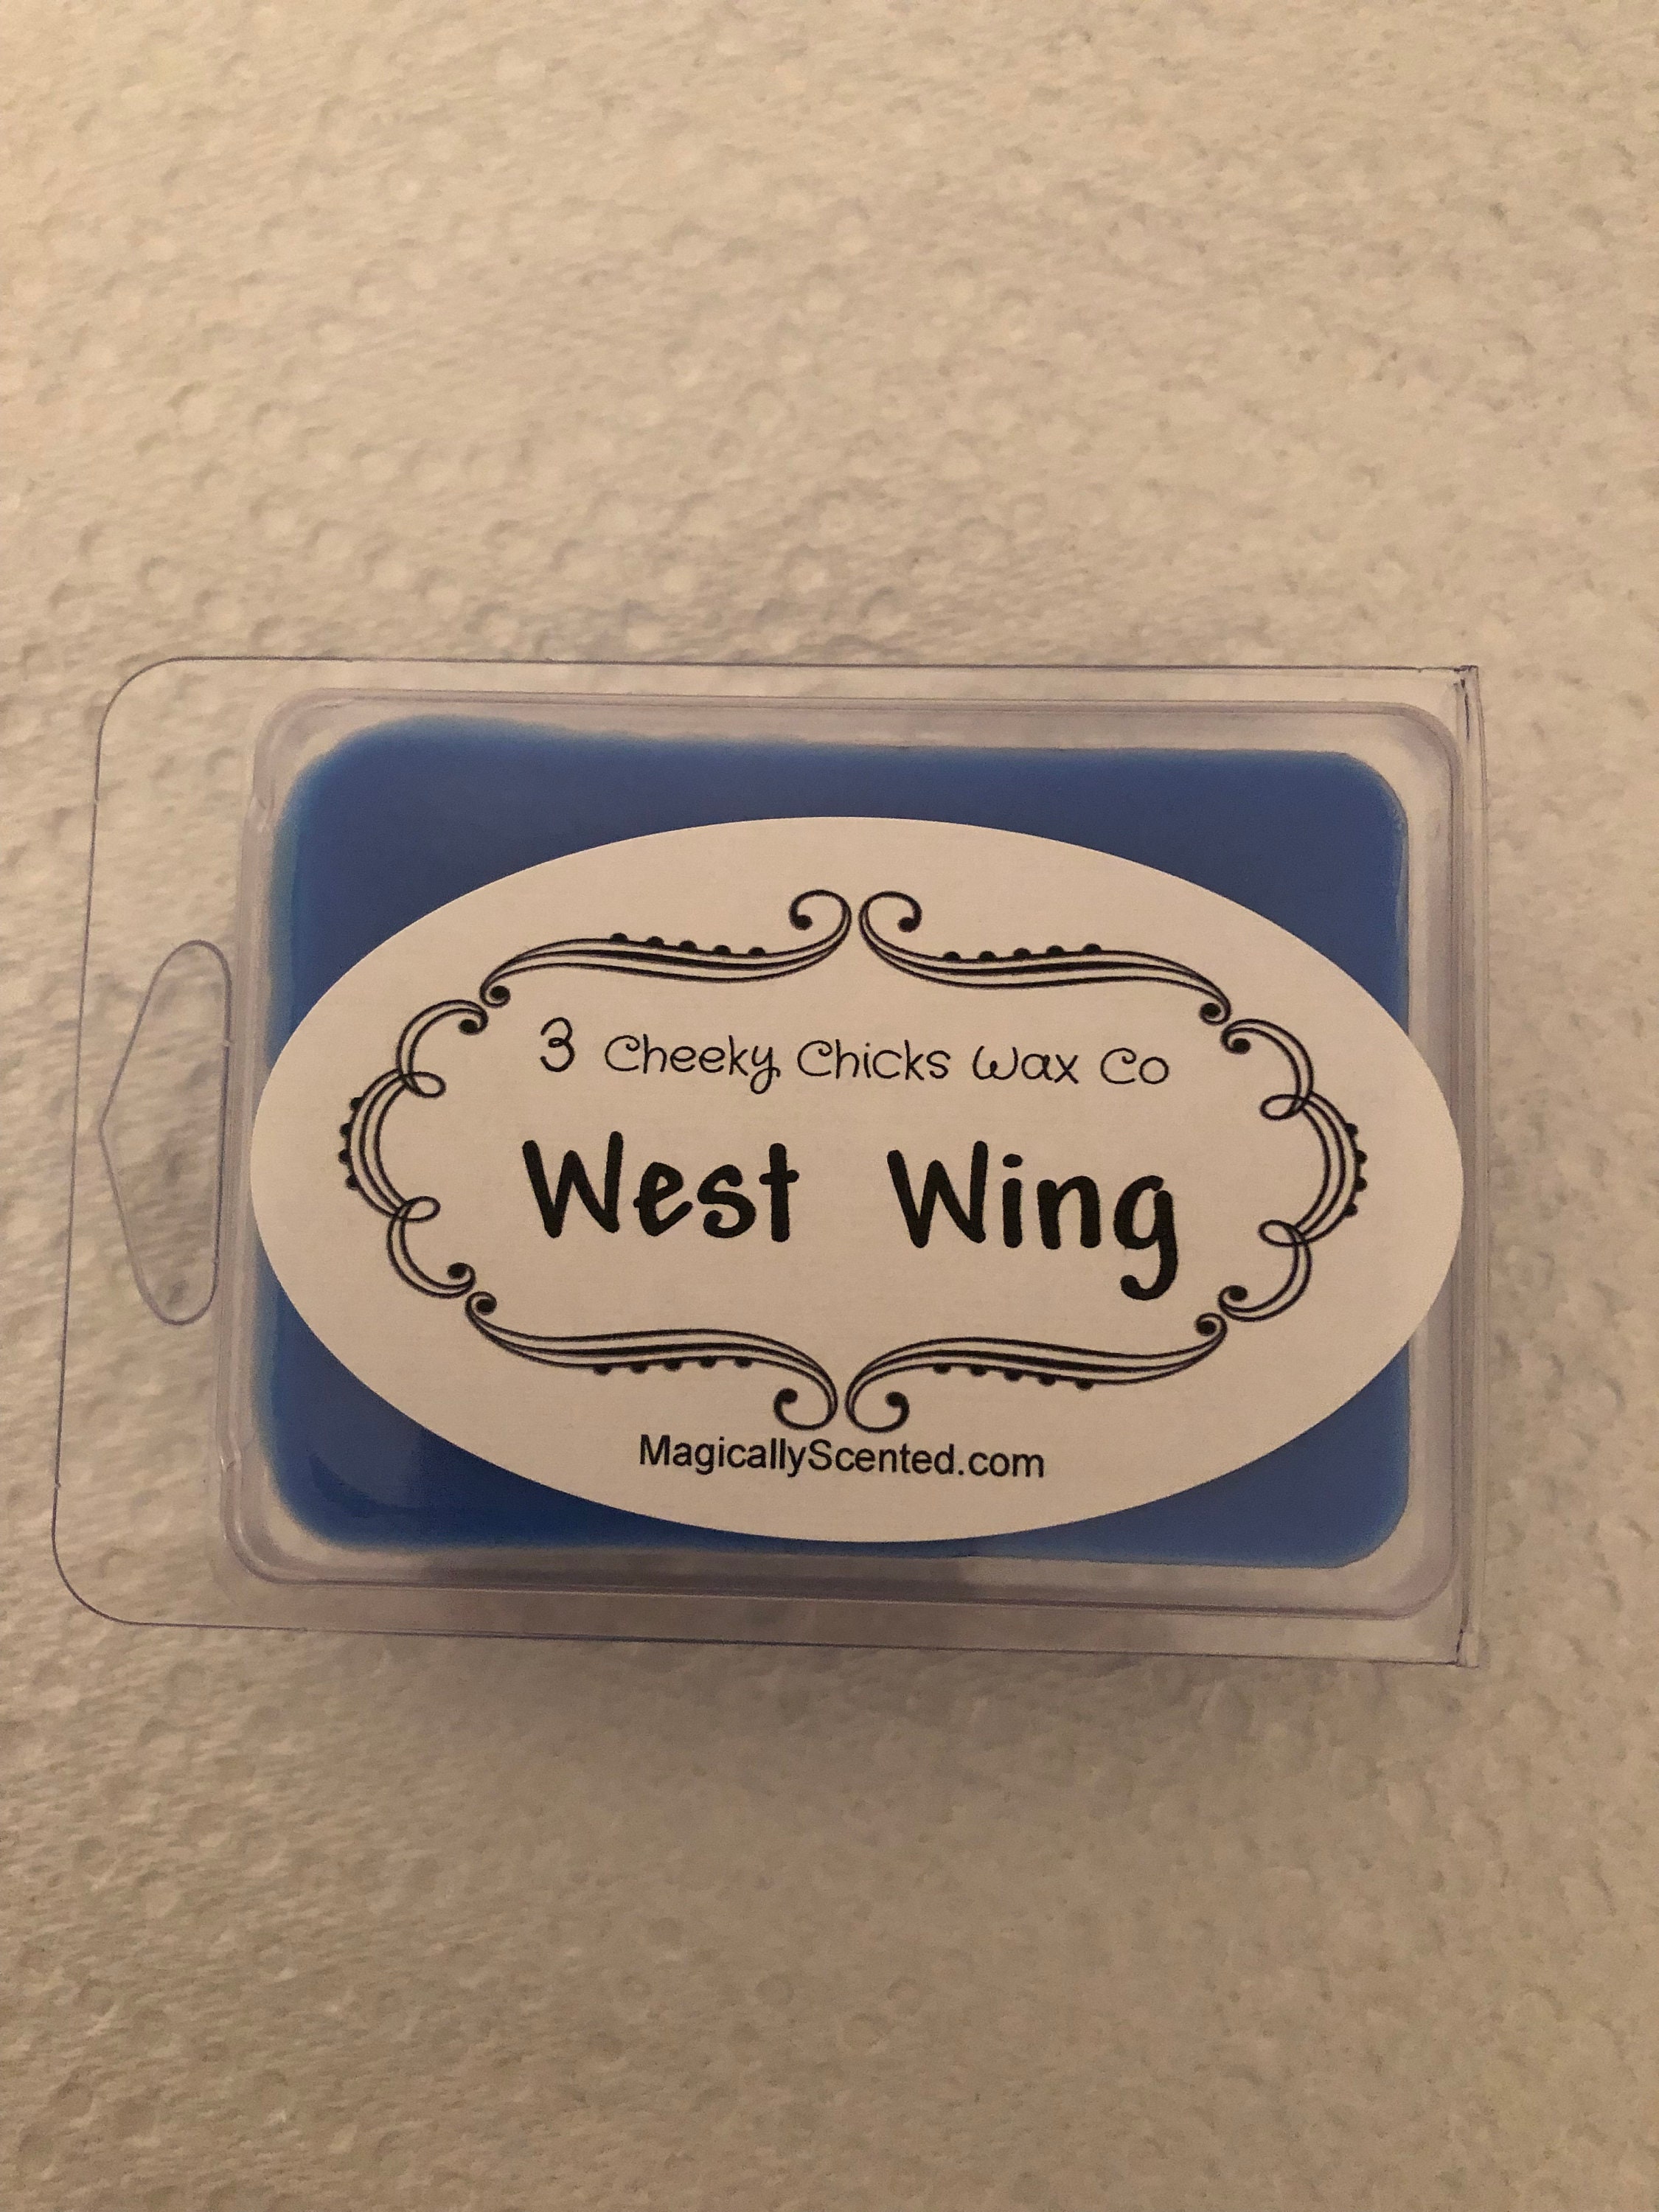 3 Cheeky Chicks Wax Co
West Wing
MagicallyScented.com